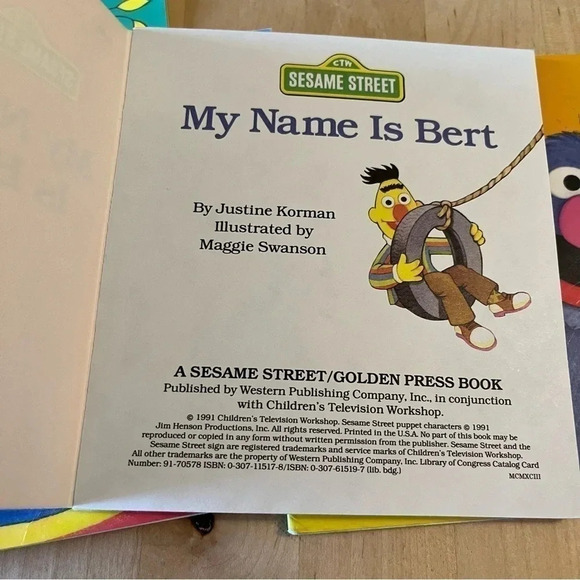 CTW
SESAME STREET
My Name Is Bert
By Justine Korman
Illustrated by
Maggie Swanson
A SESAME STREET/GOLDEN PRESS BOOK
Published by Western Publishing Company, Inc., in conjunction
with Children's Television Workshop.
© 1991 Children's Television Workshop. Sesame Street puppet characters © 1991
Jim Henson Productions, Inc. All rights reserved. Printed in the U.S.A. No part of this book may be
reproduced or copied in any form without written permission from the publisher. Sesame Street and the
Sesame Street sign are registered trademarks and service marks of Children's Television Workshop.
All other trademarks are the property of Western Publishing Company, Inc. Library of Congress Catalog Card
Number: 91-70578 ISBN: 0-307-11517-8/ISBN: 0-307-61519-7 (lib. bdg.)
MCMXCIII